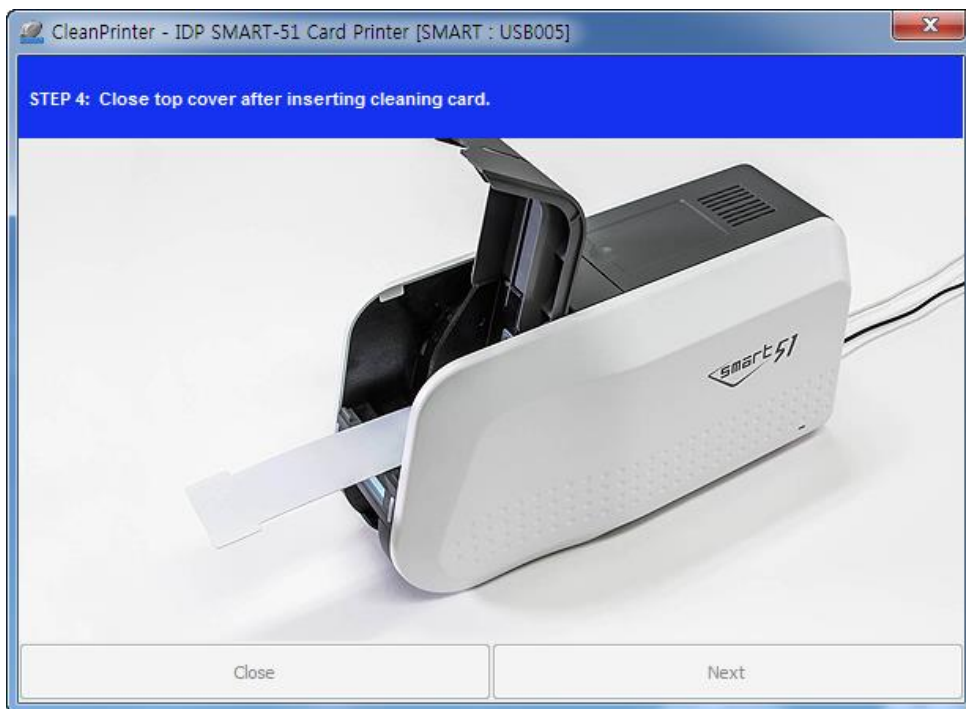 CleanPrinter - IDP SMART-51 Card Printer [SMART : USB005]
STEP 4:  Close top cover after inserting cleaning card.
smart 51
Close
Next